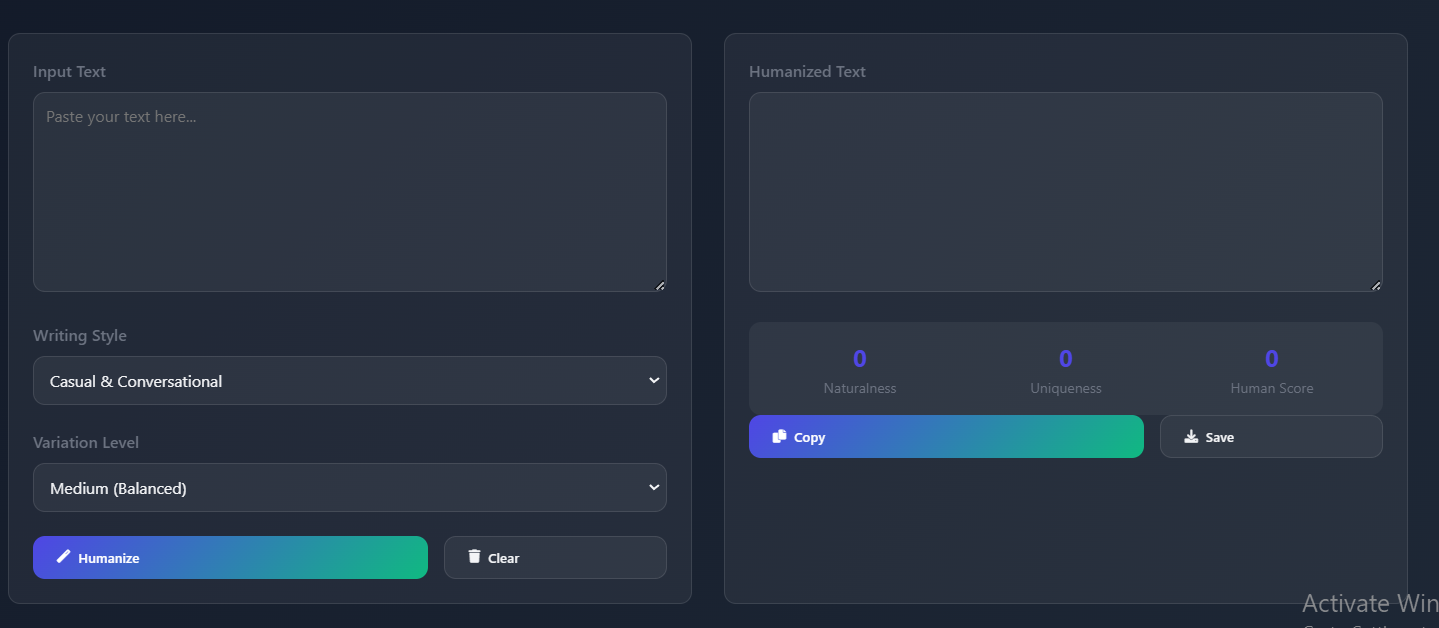 Input Text
Paste your text here...
Writing Style
Casual & Conversational
Variation Level
Medium (Balanced)
Humanize
Clear
Humanized Text
0
Naturalness
0
Uniqueness
0
Human Score
Copy
Save
Activate Win